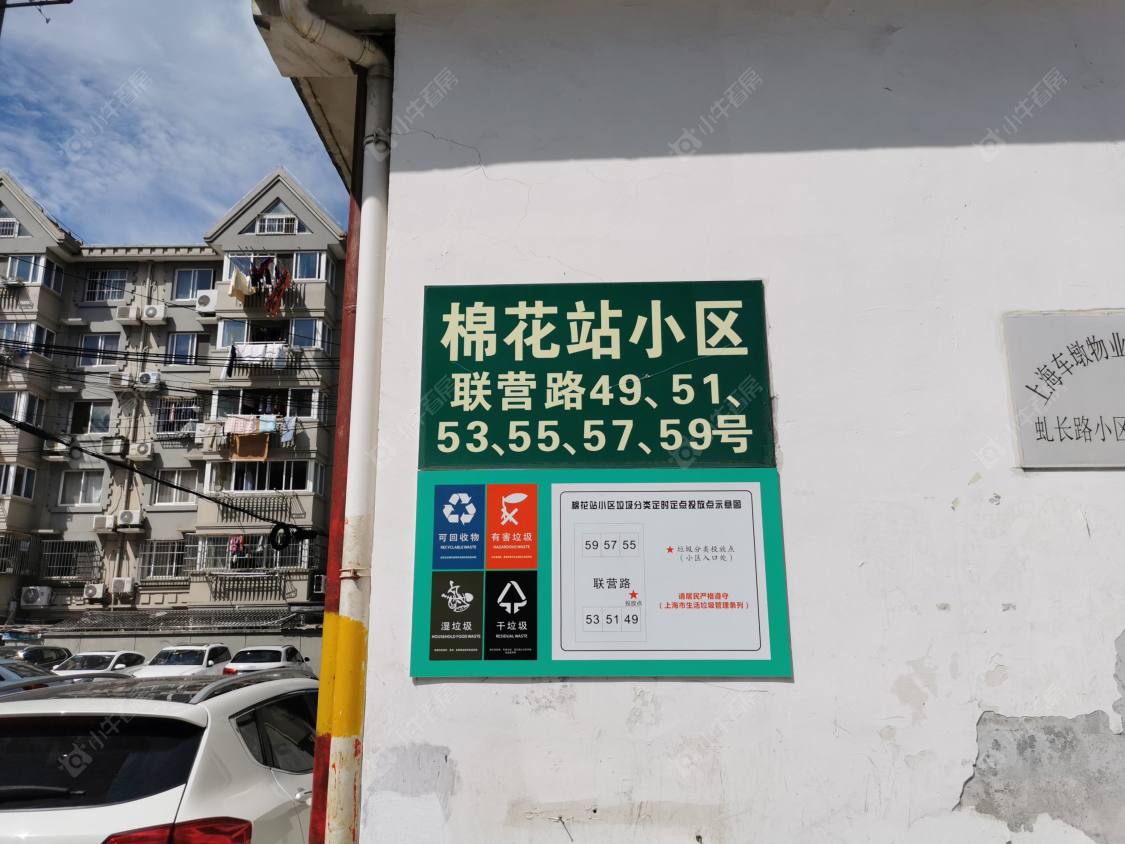 棉花站小区
联营路49、51、
53、55、57、59号
可回收物
RECYCLABLE WASTE
有害垃圾
HAZARDOUS WASTE
湿垃圾
HOUSEHOLD FOOD WASTE
干垃圾
RESIDUAL WASTE
棉花站小区垃圾分类定时定点投放点示意图
59 57 55
联营路
投放点
53 51 49
★垃圾分类投放点
(小区入口处)
请居民严格遵守
(上海市生活垃圾管理条列)
上海车墩物业
虬长路小区
小牛看房